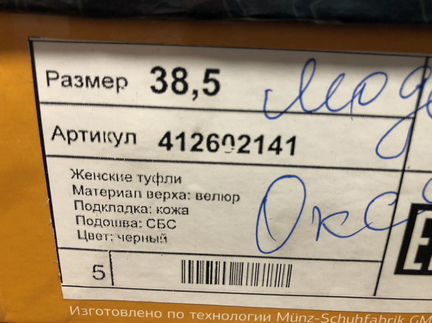 Размер 38,5
Артикул 412602141
Женские туфли
Материал верха: велюр
Подкладка: кожа
Подошва: СБС
Цвет: черный
5
Изготовлено по технологии Münz-Schuhfabrik GM